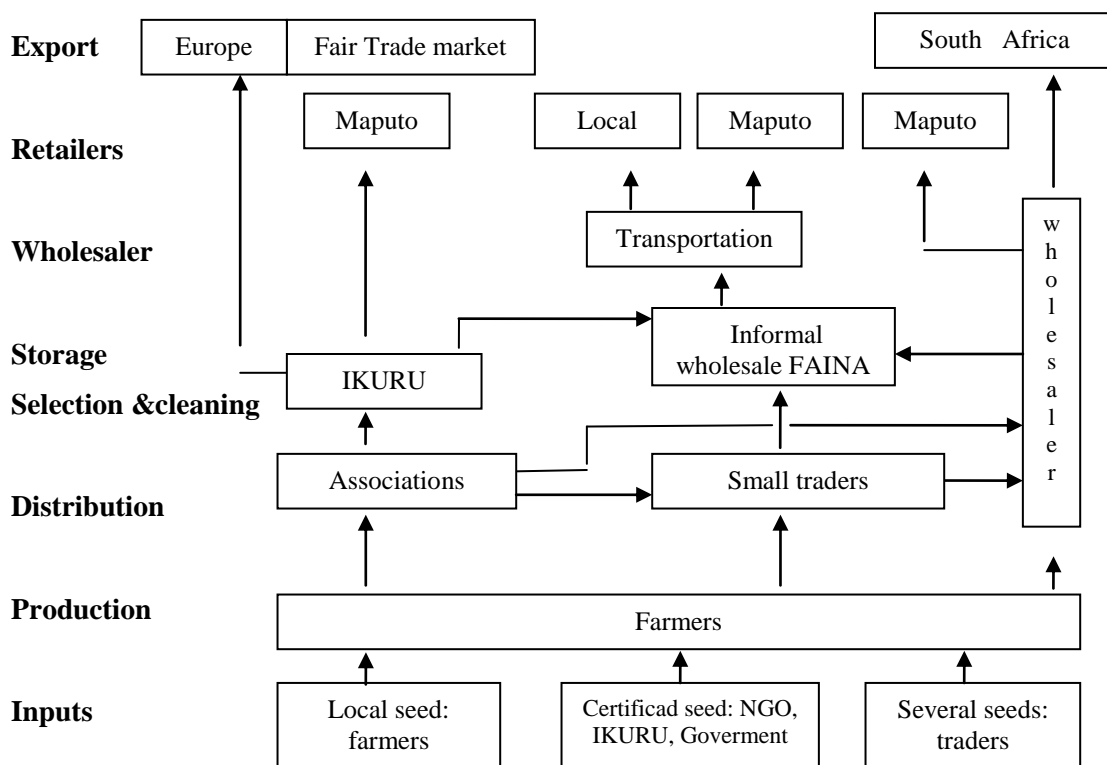 Export
Europe
Fair Trade market
South Africa
Retailers
Maputo
Local
Maputo
Maputo
Wholesaler
Transportation
wholesaler
Storage
Selection &cleaning
IKURU
Informal
wholesale FAINA
Distribution
Associations
Small traders
Production
Farmers
Inputs
Local seed:
farmers
Certificad seed: NGO,
IKURU, Goverment
Several seeds:
traders